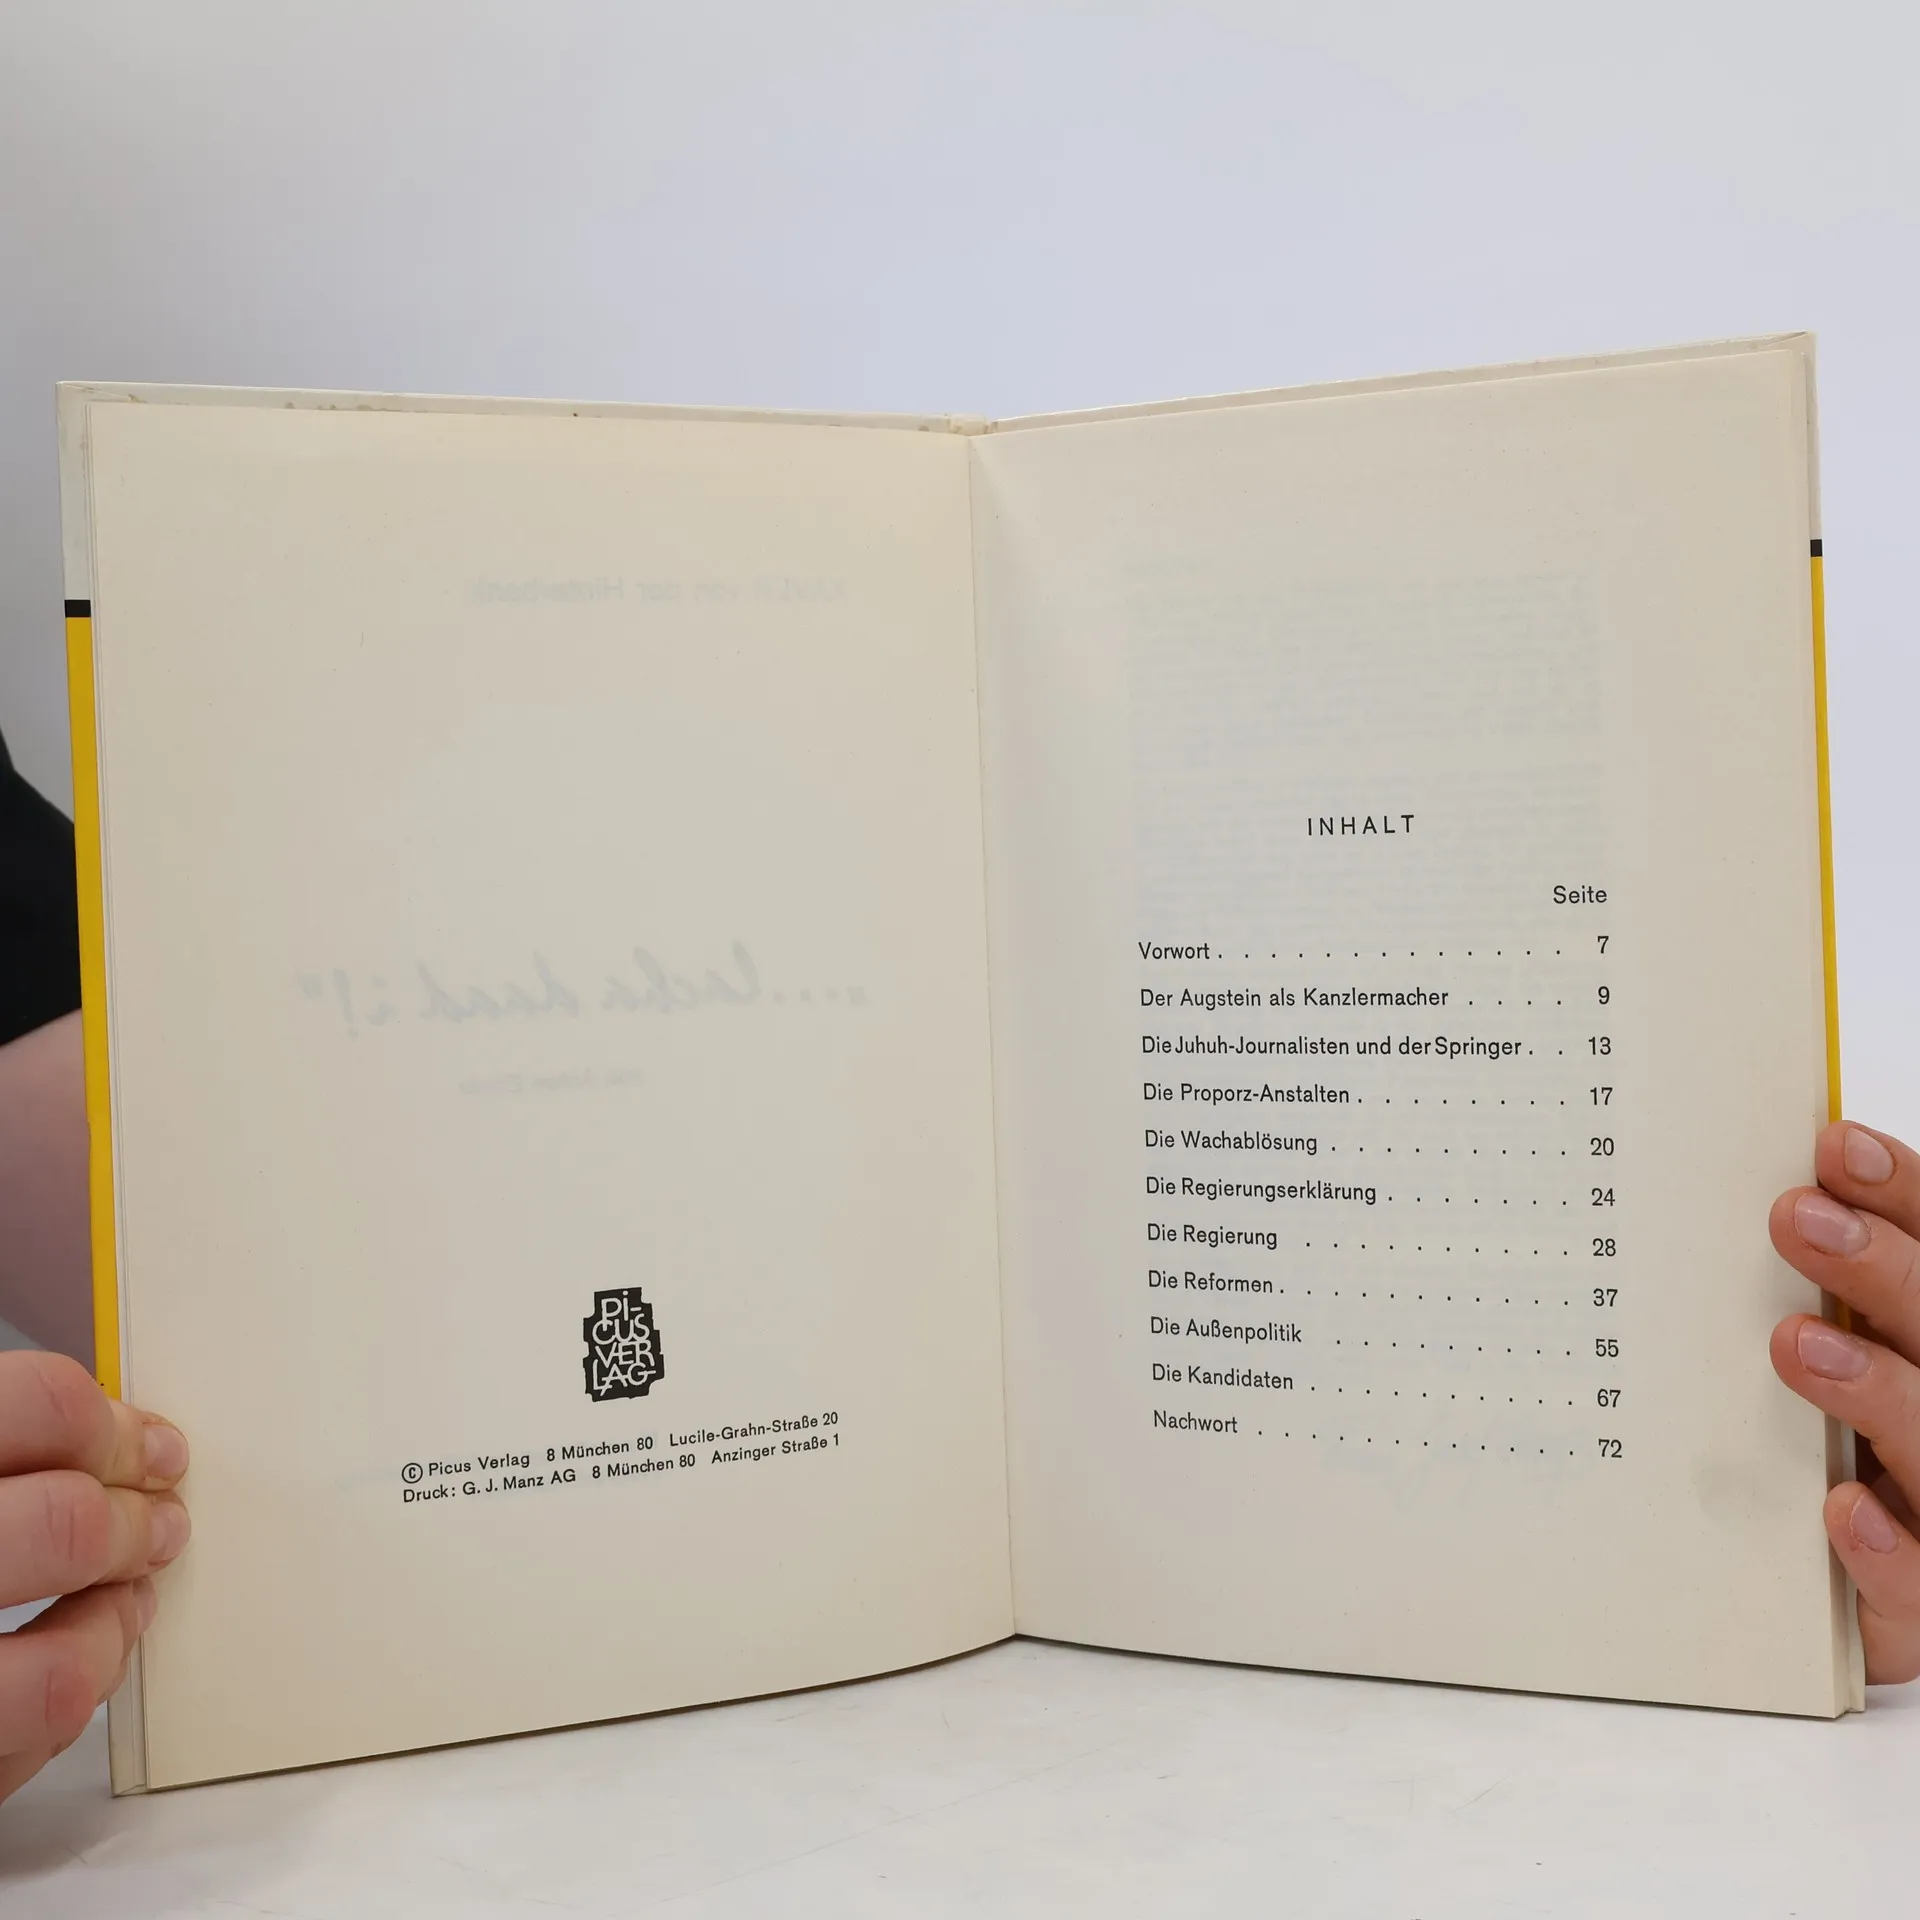 PİCUS
VERLAG
© Picus Verlag 8 München 80 Lucile-Grahn-Straße 20
Druck: G. J. Manz AG 8 München 80 Anzinger Straße 1
INHALT
Seite
Vorwort . . . . . . . . . . . . . 7
Der Augstein als Kanzlermacher . . . . 9
Die Juhuh-Journalisten und der Springer . . 13
Die Proporz-Anstalten . . . . . . . . 17
Die Wachablösung . . . . . . . . . 20
Die Regierungserklärung . . . . . . . 24
Die Regierung . . . . . . . . . . 28
Die Reformen . . . . . . . . . . . 37
Die Außenpolitik . . . . . . . . . 55
Die Kandidaten . . . . . . . . . . 67
Nachwort . . . . . . . . . . . . 72